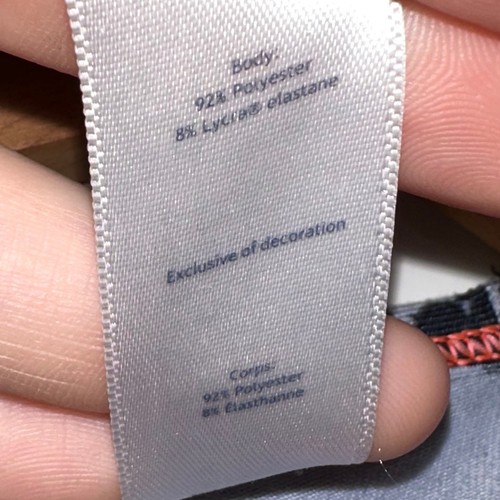 Body:
92% Polyester
8% Lycra® elastane
Exclusive of decoration
Corps:
92% Polyester
8% Élasthanne